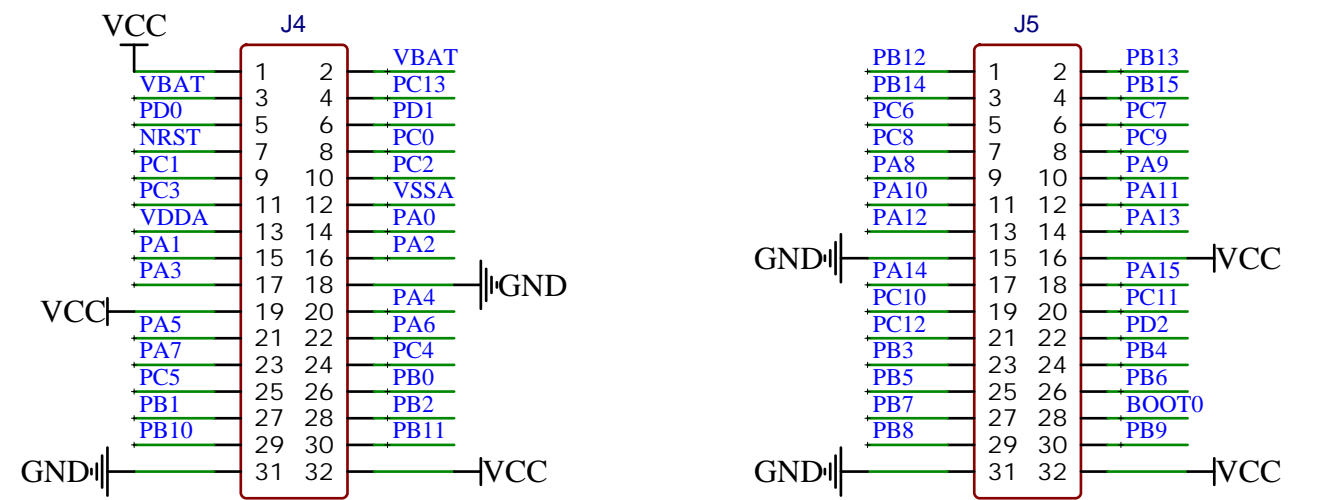 J4 J5
VCC
VBAT PB12 PB13
1 2 1 2
VBAT PC13 PB14 PB15
3 4 3 4
PD0 PD1 PC6 PC7
5 6 5 6
NRST PC0 PC8 PC9
7 8 7 8
PC1 PC2 PA8 PA9
9 10 9 10
PC3 VSSA PA10 PA11
11 12 11 12
VDDA PA0 PA12 PA13
13 14 13 14
PA1 PA2
15 16 GND 15 16 VCC
PA3 PA14 PA15
17 18 GND 17 18
PA4 PC10 PC11
VCC 19 20 19 20
PA5 PA6 PC12 PD2
21 22 21 22
PA7 PC4 PB3 PB4
23 24 23 24
PC5 PB0 PB5 PB6
25 26 25 26
PB1 PB2 PB7 BOOT0
27 28 27 28
PB10 PB11 PB8 PB9
29 30 29 30
GND 31 32 VCC GND 31 32 VCC